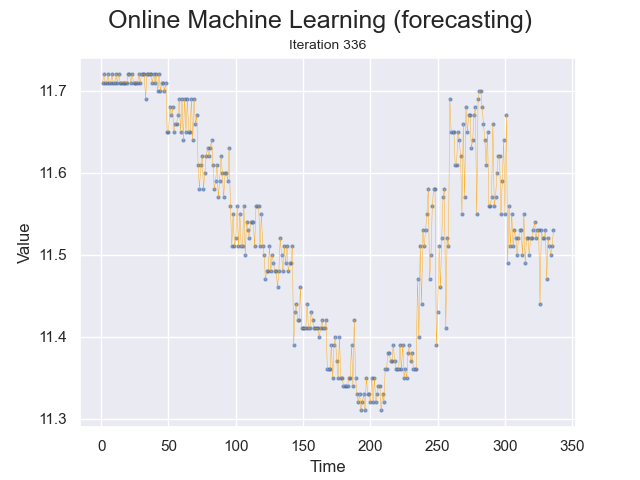 Online Machine Learning (forecasting)
Iteration 336
11.7
11.6
11.5
11.4
11.3
Value
0 50 100 150 200 250 300 350
Time